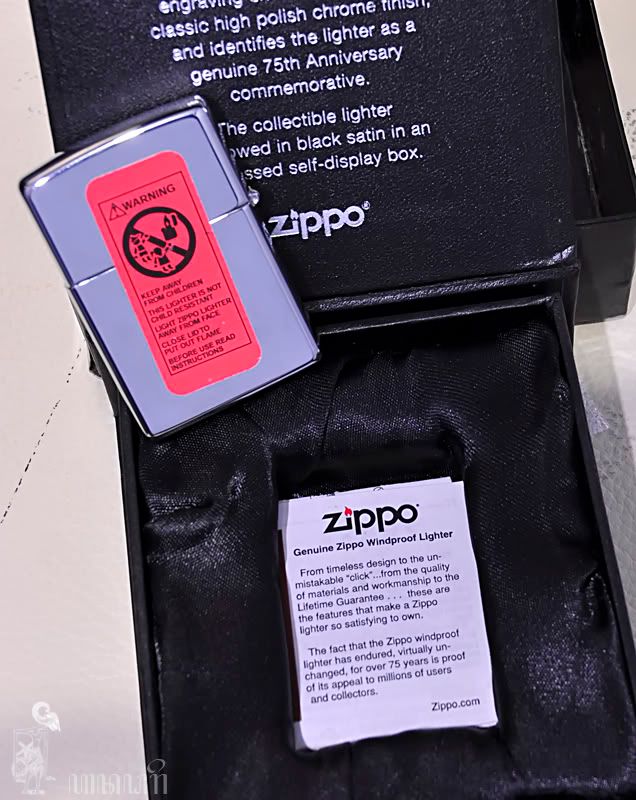 engraving
classic high polish chrome finish,
and identifies the lighter as a
genuine 75th Anniversary
commemorative.
The collectible lighter
owed in black satin in an
ssed self-display box.
zippo®
WARNING
KEEP AWAY
FROM CHILDREN
THIS LIGHTER IS NOT
CHILD RESISTANT
LIGHT ZIPPO LIGHTER
AWAY FROM FACE
CLOSE LID TO
PUT OUT FLAME
BEFORE USE READ
INSTRUCTIONS
zippo®
Genuine Zippo Windproof Lighter
From timeless design to the un-
mistakable “click”...from the quality
of materials and workmanship to the
Lifetime Guarantee . . . these are
the features that make a Zippo
lighter so satisfying to own.
The fact that the Zippo windproof
lighter has endured, virtually un-
changed, for over 75 years is proof
of its appeal to millions of users
and collectors.
Zippo.com